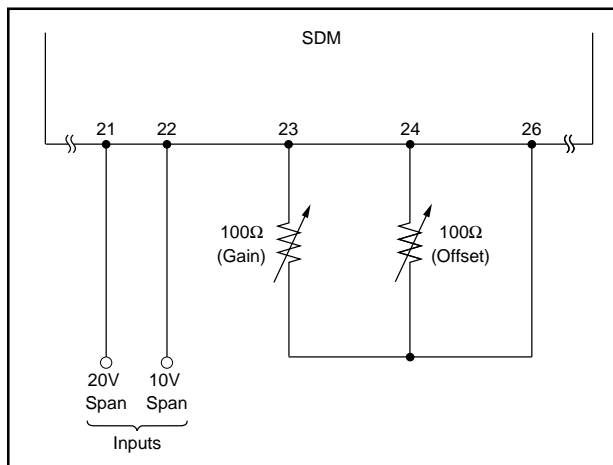 SDM
21 22 23 24 26
100Ω
(Gain)
100Ω
(Offset)
20V
Span
10V
Span
Inputs